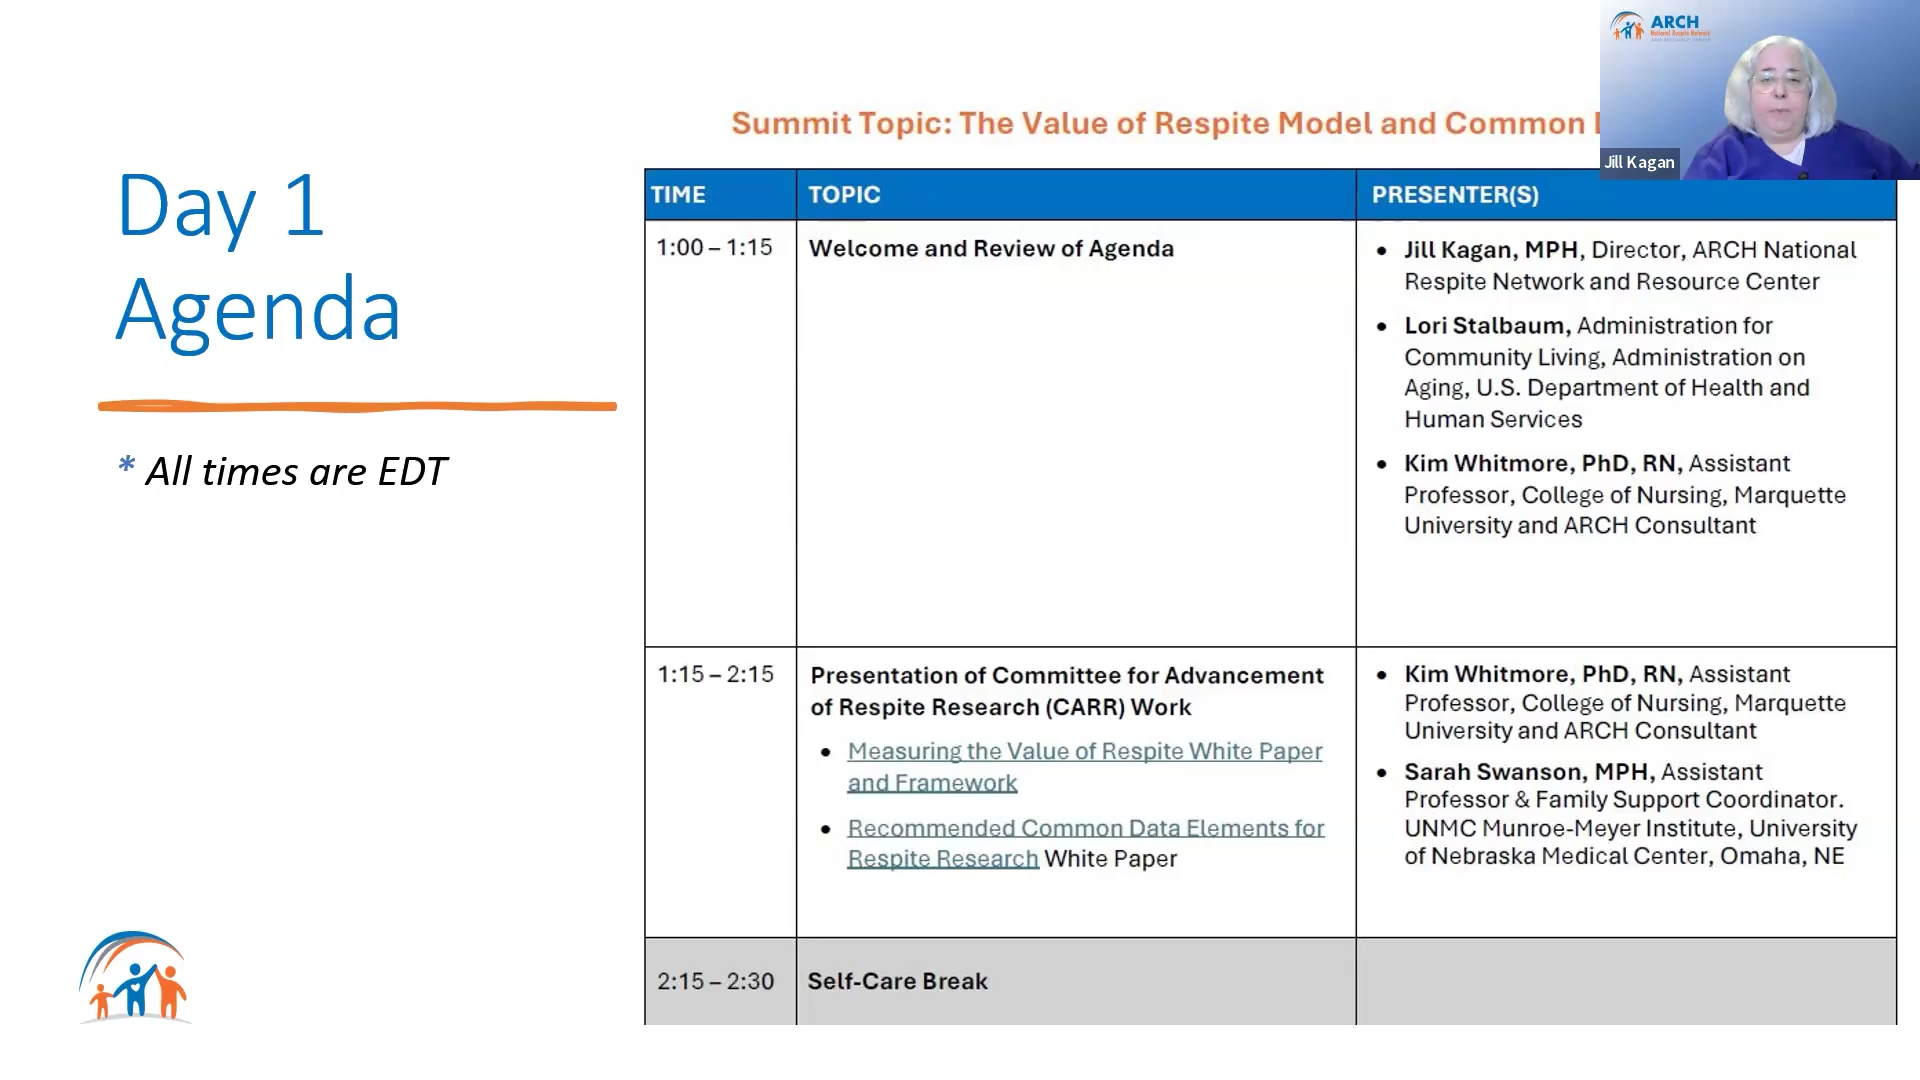 ARCH
National Respite Network
Jill Kagan
Day 1
Agenda
* All times are EDT
Summit Topic: The Value of Respite Model and Common
TIME
TOPIC
PRESENTER(S)
1:00 – 1:15
Welcome and Review of Agenda
• Jill Kagan, MPH, Director, ARCH National
Respite Network and Resource Center
• Lori Stalbaum, Administration for
Community Living, Administration on
Aging, U.S. Department of Health and
Human Services
• Kim Whitmore, PhD, RN, Assistant
Professor, College of Nursing, Marquette
University and ARCH Consultant
1:15 – 2:15
Presentation of Committee for Advancement
of Respite Research (CARR) Work
• Measuring the Value of Respite White Paper
and Framework
• Recommended Common Data Elements for
Respite Research White Paper
• Kim Whitmore, PhD, RN, Assistant
Professor, College of Nursing, Marquette
University and ARCH Consultant
• Sarah Swanson, MPH, Assistant
Professor & Family Support Coordinator.
UNMC Munroe-Meyer Institute, University
of Nebraska Medical Center, Omaha, NE
2:15 – 2:30
Self-Care Break